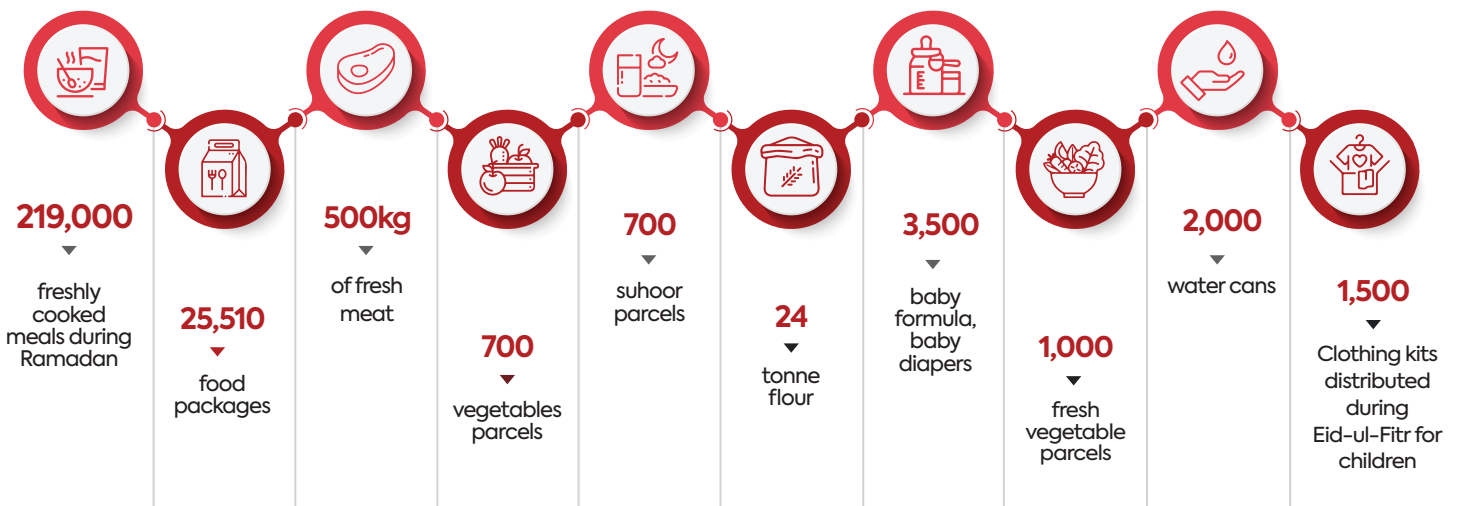 219,000
freshly
cooked
meals during
Ramadan
25,510
food
packages
500kg
of fresh
meat
700
vegetables
parcels
700
suhoor
parcels
24
tonne
flour
3,500
baby
formula,
baby
diapers
1,000
fresh
vegetable
parcels
2,000
water cans
1,500
Clothing kits
distributed
during
Eid-ul-Fitr for
children